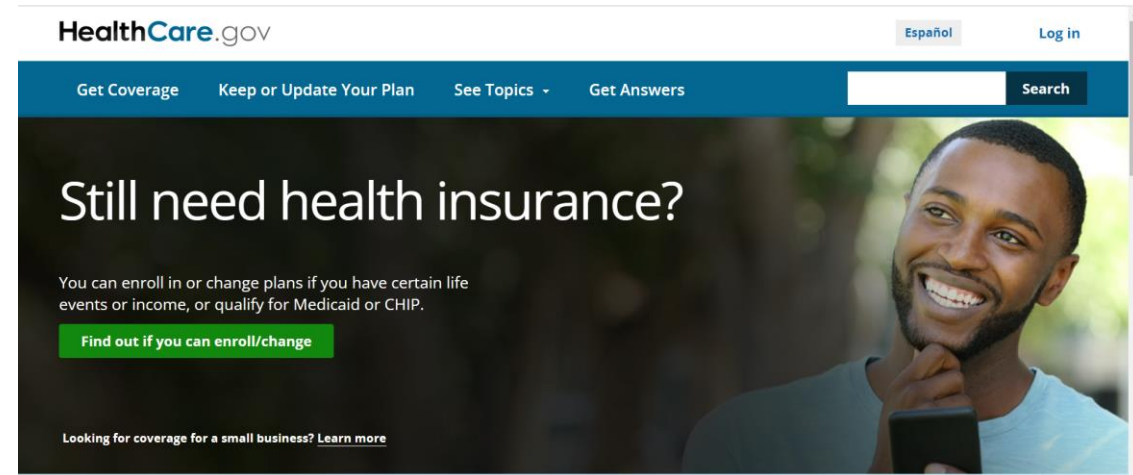 HealthCare.gov
Español
Log in
Get Coverage
Keep or Update Your Plan
See Topics
Get Answers
Search
Still need health insurance?
You can enroll in or change plans if you have certain life
events or income, or qualify for Medicaid or CHIP.
Find out if you can enroll/change
Looking for coverage for a small business? Learn more